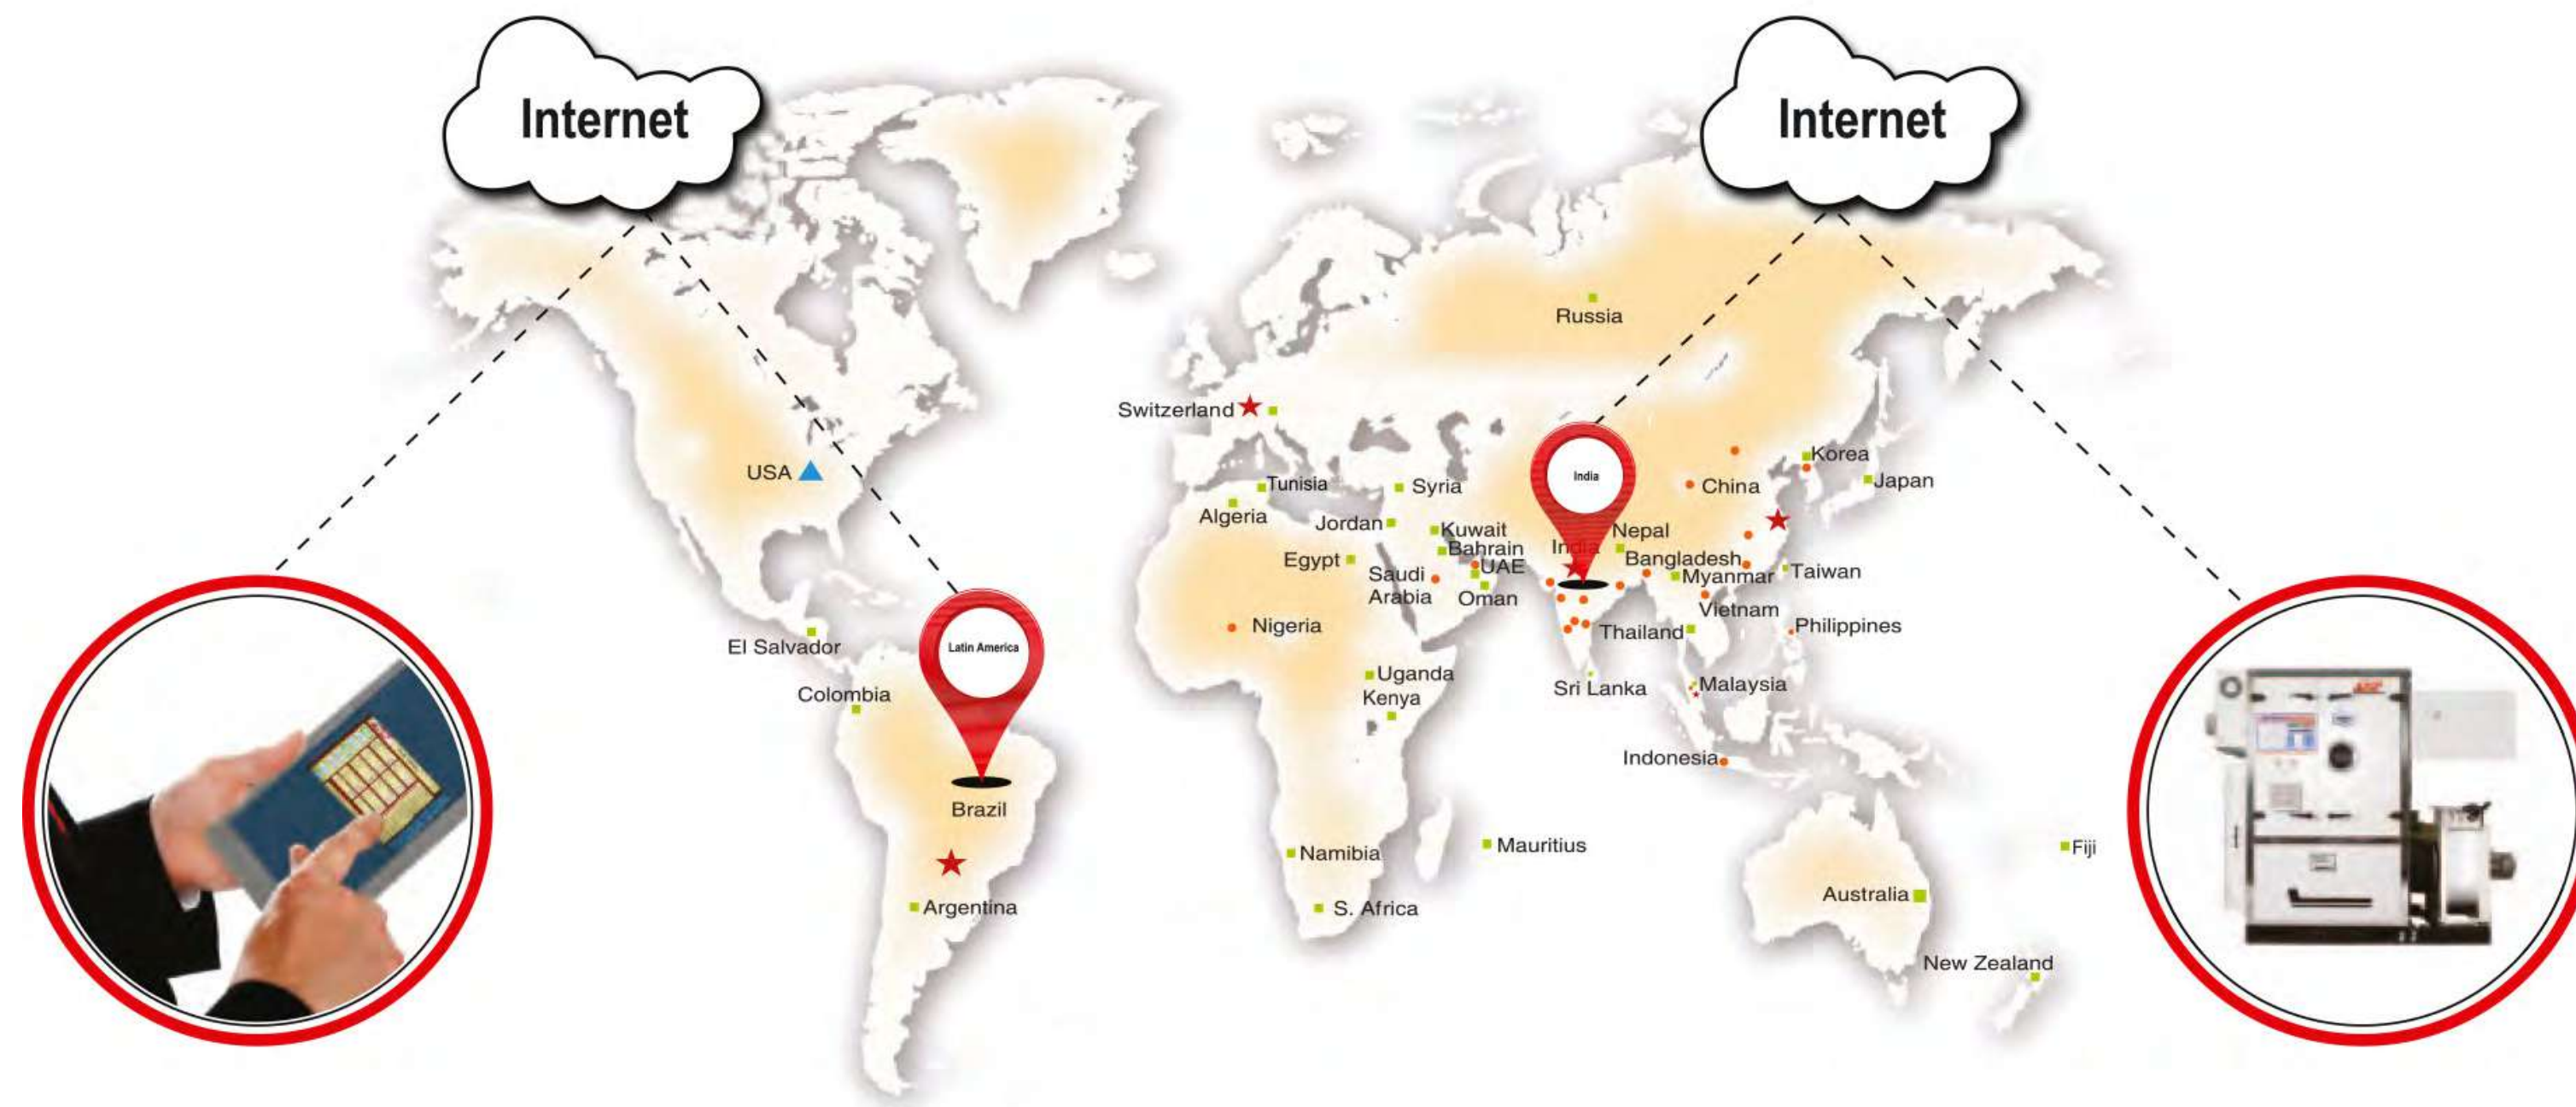 Internet
Internet
Russia
Switzerland
USA
Tunisia
Syria
India
China
Korea
Japan
Algeria
Jordan
Kuwait
Nepal
Bahrain
India
Bangladesh
Egypt
Saudi
Arabia
UAE
Oman
Myanmar
Taiwan
Vietnam
Nigeria
Thailand
Philippines
El Salvador
Latin America
Colombia
Uganda
Kenya
Sri Lanka
Malaysia
Indonesia
Brazil
Namibia
Mauritius
Fiji
Argentina
S. Africa
Australia
New Zealand